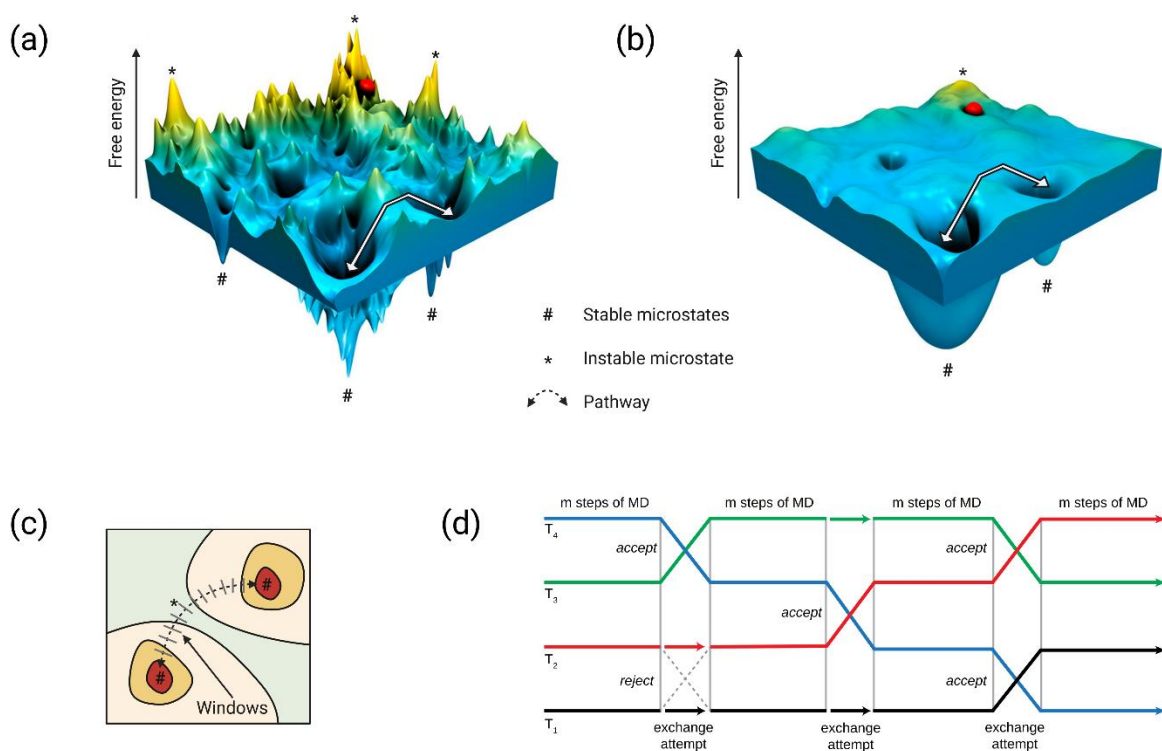 (a)
Free energy
*
*
*
#
#
#
(b)
Free energy
*
#
#
# Stable microstates
* Instable microstate
Pathway
(c)
#
*
#
Windows
(d)
m steps of MD m steps of MD m steps of MD m steps of MD
T4
accept accept
T3
accept
T2
reject accept
T1
exchange attempt
exchange attempt
exchange attempt